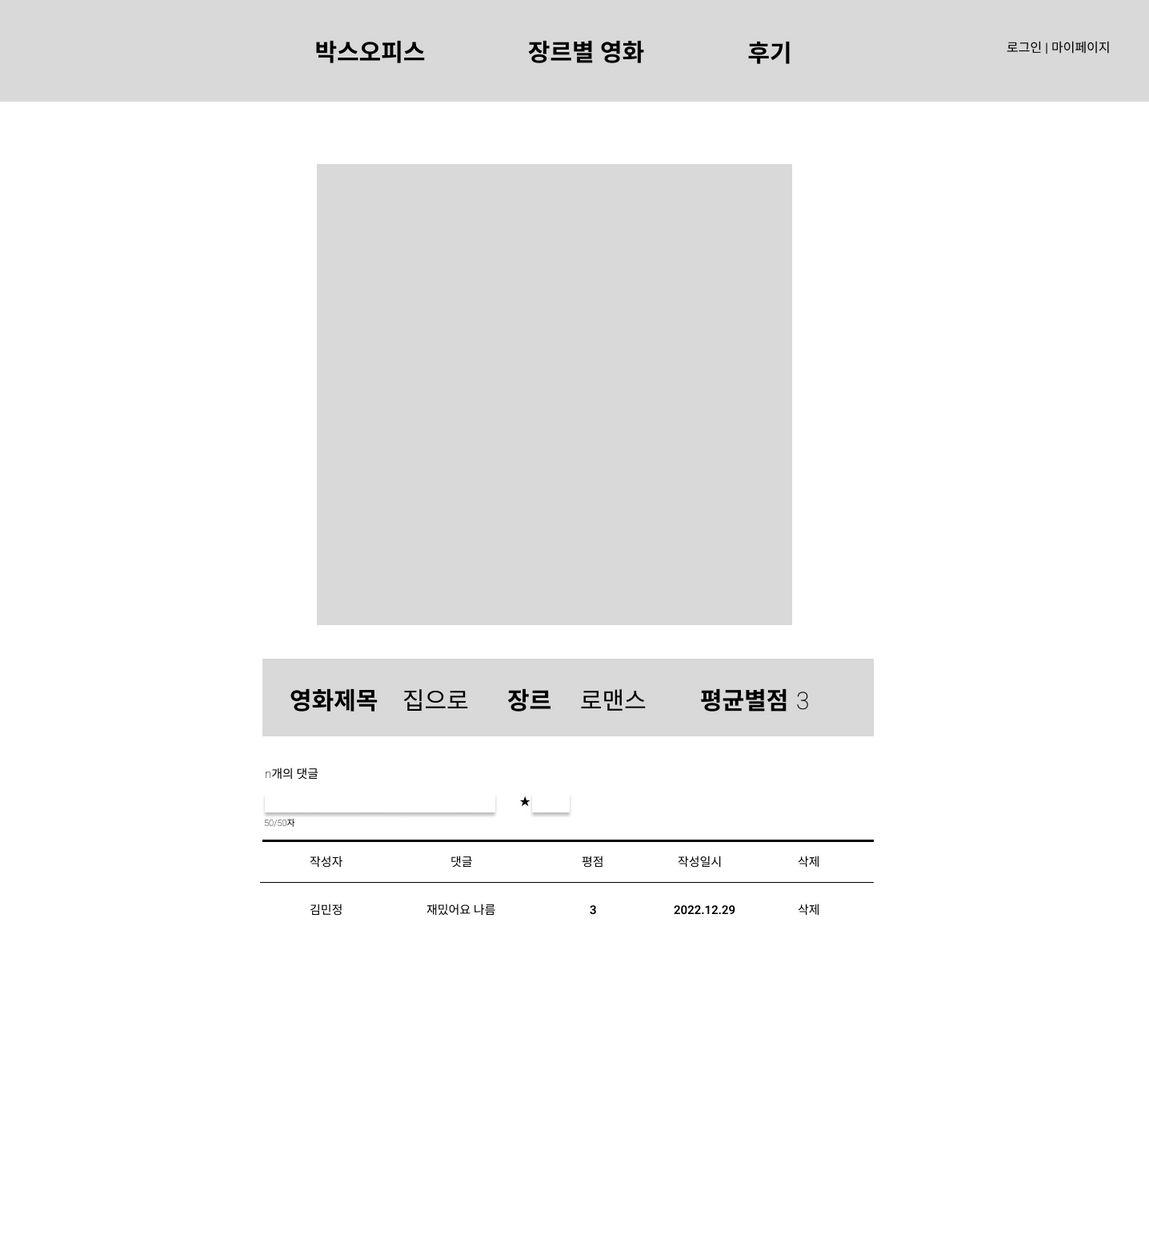 박스오피스 장르별 영화 후기 로그인 | 마이페이지
영화제목 집으로 장르 로맨스 평균별점 3
n개의 댓글
★
50/50자
작성자 댓글 평점 작성일시 삭제
김민정 재밌어요 나름 3 2022.12.29 삭제